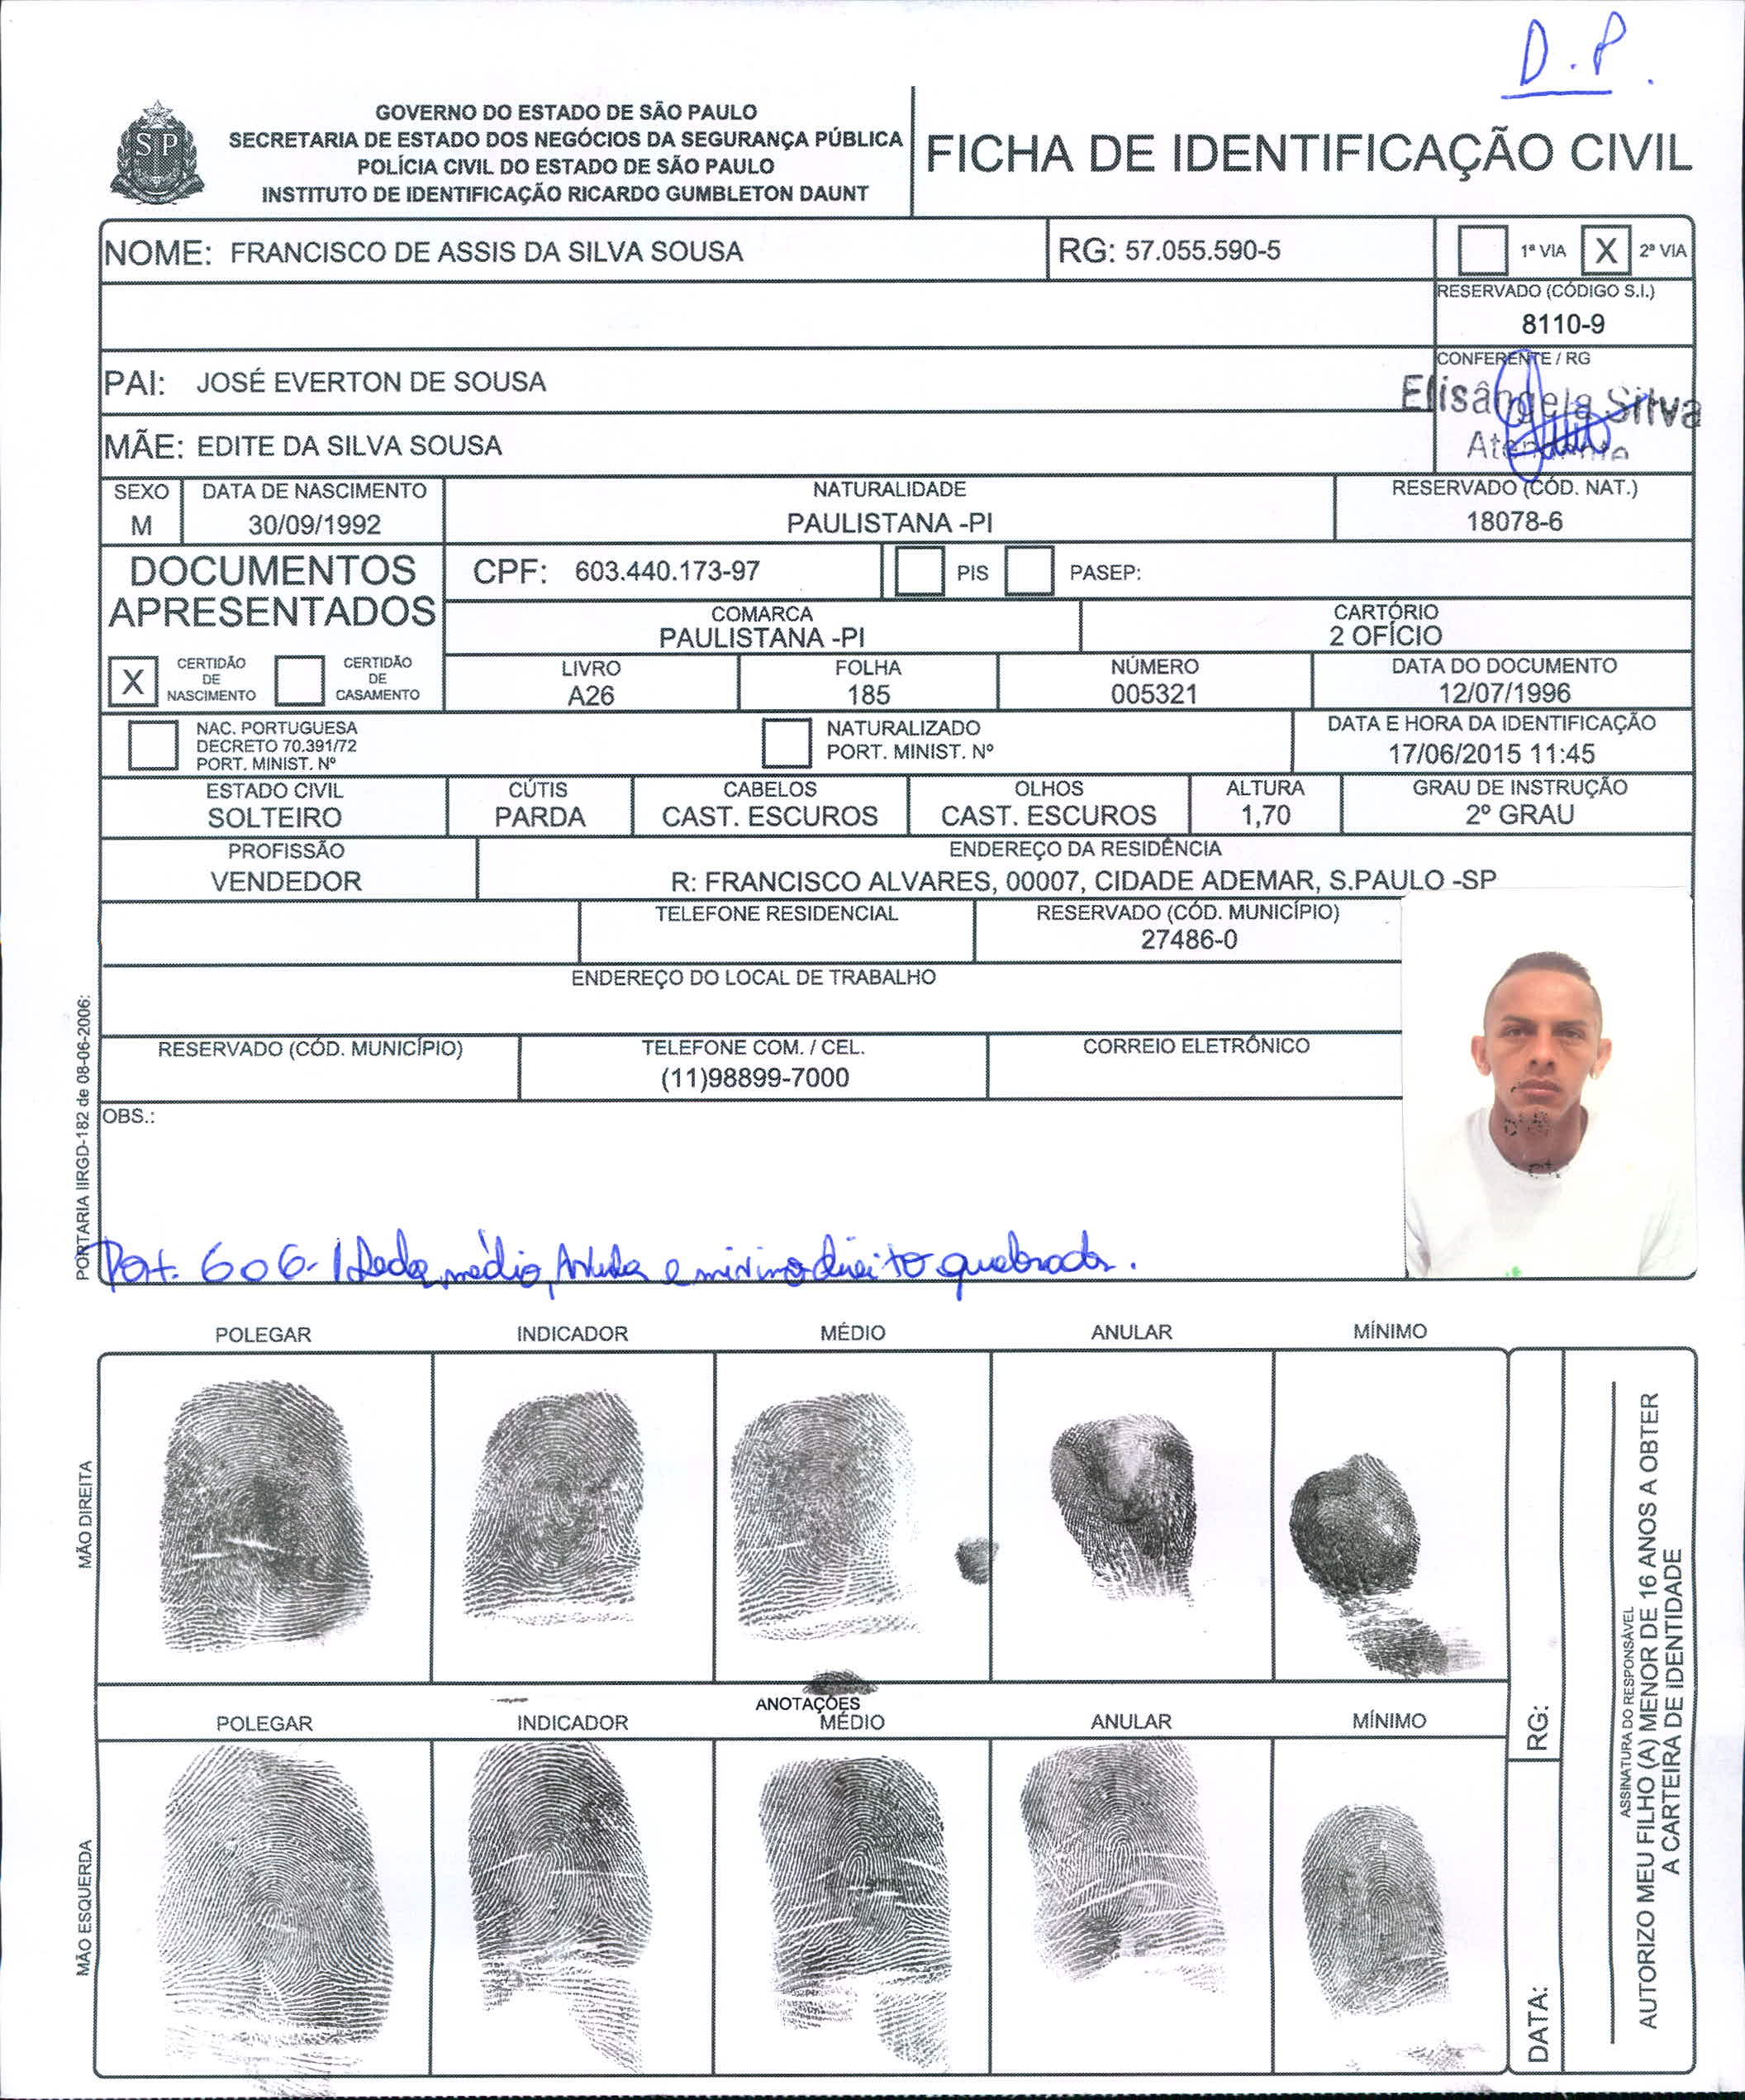 D.P.
GOVERNO DO ESTADO DE SÃO PAULO
SECRETARIA DE ESTADO DOS NEGÓCIOS DA SEGURANÇA PÚBLICA
POLÍCIA CIVIL DO ESTADO DE SÃO PAULO
INSTITUTO DE IDENTIFICAÇÃO RICARDO GUMBLETON DAUNT
SP
FICHA DE IDENTIFICAÇÃO CIVIL
NOME: FRANCISCO DE ASSIS DA SILVA SOUSA RG: 57.055.590-5 1ª VIA X 2ª VIA
RESERVADO (CÓDIGO S.I.)
8110-9
PAI: JOSÉ EVERTON DE SOUSA
CONFERENTE / RG
Elisângela Silva
Atendente
MÃE: EDITE DA SILVA SOUSA
SEXO DATA DE NASCIMENTO NATURALIDADE RESERVADO (CÓD. NAT.)
M 30/09/1992 PAULISTANA -PI 18078-6
DOCUMENTOS APRESENTADOS
CPF: 603.440.173-97 PIS PASEP:
COMARCA CARTÓRIO
PAULISTANA -PI 2 OFÍCIO
X CERTIDÃO DE NASCIMENTO CERTIDÃO DE CASAMENTO
LIVRO FOLHA NÚMERO DATA DO DOCUMENTO
A26 185 005321 12/07/1996
NAC. PORTUGUESA
DECRETO 70.391/72
PORT. MINIST. Nº
NATURALIZADO
PORT. MINIST. Nº
DATA E HORA DA IDENTIFICAÇÃO
17/06/2015 11:45
ESTADO CIVIL CÚTIS CABELOS OLHOS ALTURA GRAU DE INSTRUÇÃO
SOLTEIRO PARDA CAST. ESCUROS CAST. ESCUROS 1,70 2º GRAU
PROFISSÃO ENDEREÇO DA RESIDÊNCIA
VENDEDOR R: FRANCISCO ALVARES, 00007, CIDADE ADEMAR, S.PAULO -SP
TELEFONE RESIDENCIAL RESERVADO (CÓD. MUNICÍPIO)
27486-0
ENDEREÇO DO LOCAL DE TRABALHO
RESERVADO (CÓD. MUNICÍPIO) TELEFONE COM. / CEL. CORREIO ELETRÔNICO
(11)98899-7000
OBS.:
Port. 606. médio, e minimo direito
PORTARIA IIRGD-182 de 08-06-2006:
POLEGAR INDICADOR MÉDIO ANULAR MÍNIMO
MÃO DIREITA
ANOTAÇÕES
POLEGAR INDICADOR MÉDIO ANULAR MÍNIMO
MÃO ESQUERDA
RG:
DATA:
ASSINATURA DO RESPONSÁVEL
AUTORIZO MEU FILHO (A) MENOR DE 16 ANOS A OBTER
A CARTEIRA DE IDENTIDADE